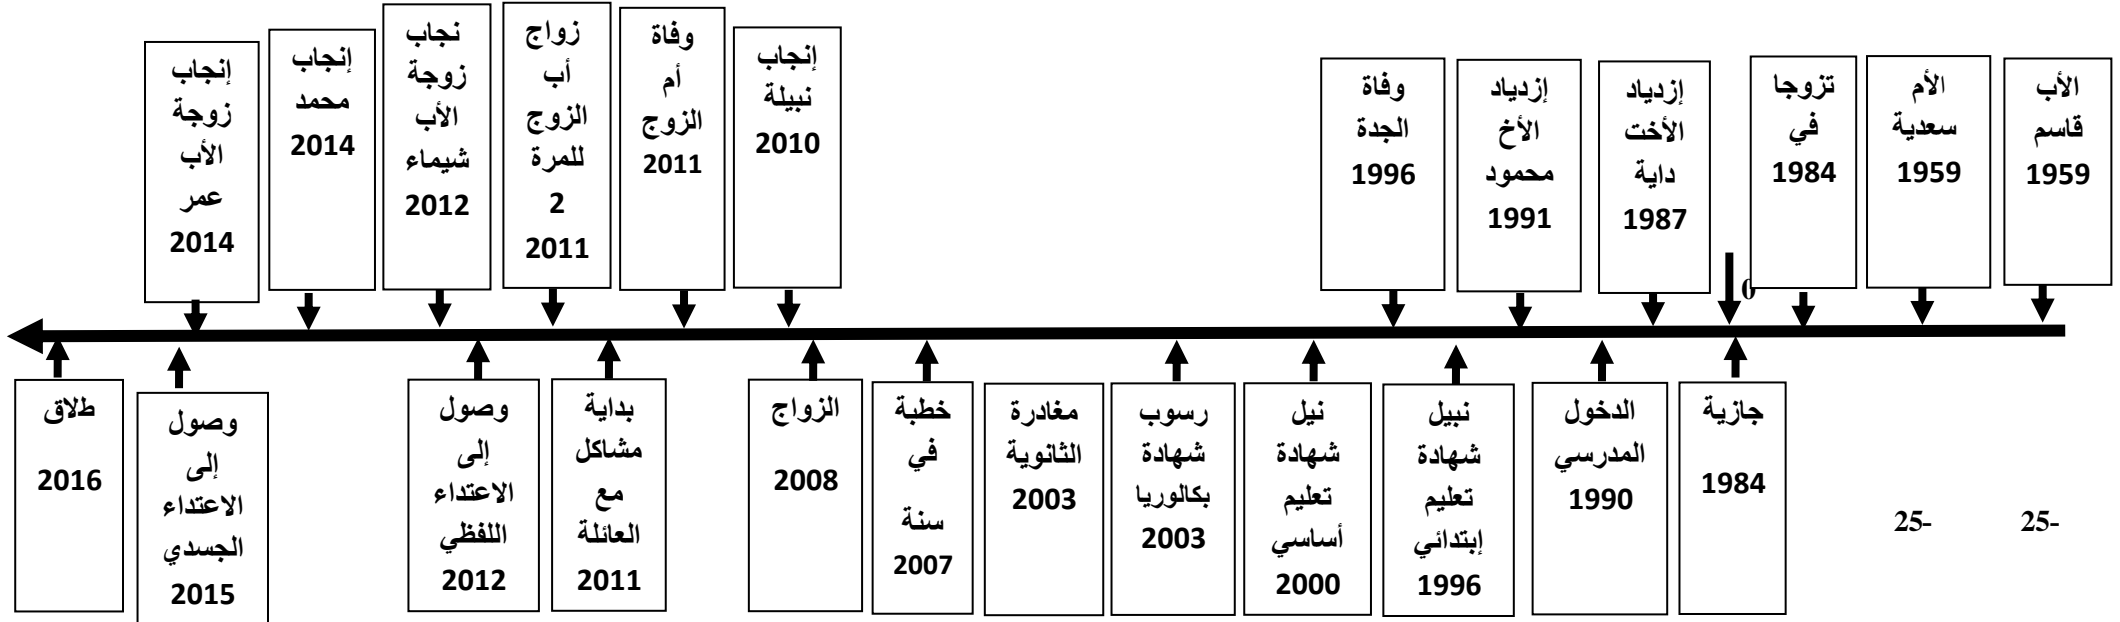 الأب
قاسم
1959
الأم
سعدية
1959
تزوجا
في
1984
0
إزدياد
الأخت
داية
1987
إزدياد
الأخ
محمود
1991
وفاة
الجدة
1996
إنجاب
نبيلة
2010
وفاة
أم
الزوج
2011
زواج
أب
الزوج
للمرة
2
2011
نجاب
زوجة
الأب
شيماء
2012
إنجاب
محمد
2014
إنجاب
زوجة
الأب
عمر
2014
25-
25-
جازية
1984
الدخول
المدرسي
1990
نبيل
شهادة
تعليم
إبتدائي
1996
نيل
شهادة
تعليم
أساسي
2000
رسوب
شهادة
بكالوريا
2003
مغادرة
الثانوية
2003
خطبة
في
سنة
2007
الزواج
2008
بداية
مشاكل
مع
العائلة
2011
وصول
إلى
الاعتداء
اللفظي
2012
وصول
إلى
الاعتداء
الجسدي
2015
طلاق
2016